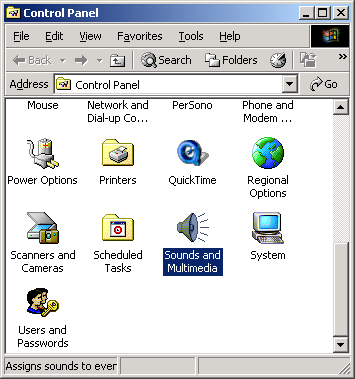 Control Panel
File Edit View Favorites Tools Help
Back Search Folders »
Address Control Panel Go
Mouse Network and Dial-up Co... PerSono Phone and Modem ...
Power Options Printers QuickTime Regional Options
Scanners and Cameras Scheduled Tasks Sounds and Multimedia System
Users and Passwords
Assigns sounds to ever